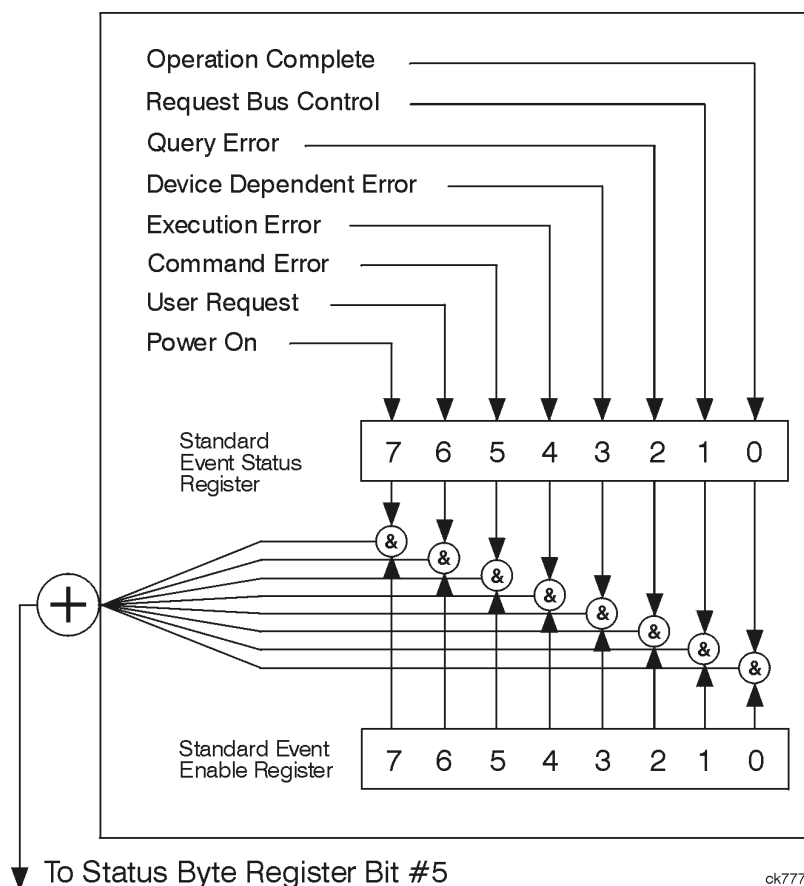 Operation Complete
Request Bus Control
Query Error
Device Dependent Error
Execution Error
Command Error
User Request
Power On
Standard
Event Status
Register
7 6 5 4 3 2 1 0
&
&
&
&
&
&
&
&
+
Standard Event
Enable Register
7 6 5 4 3 2 1 0
To Status Byte Register Bit #5
ck777